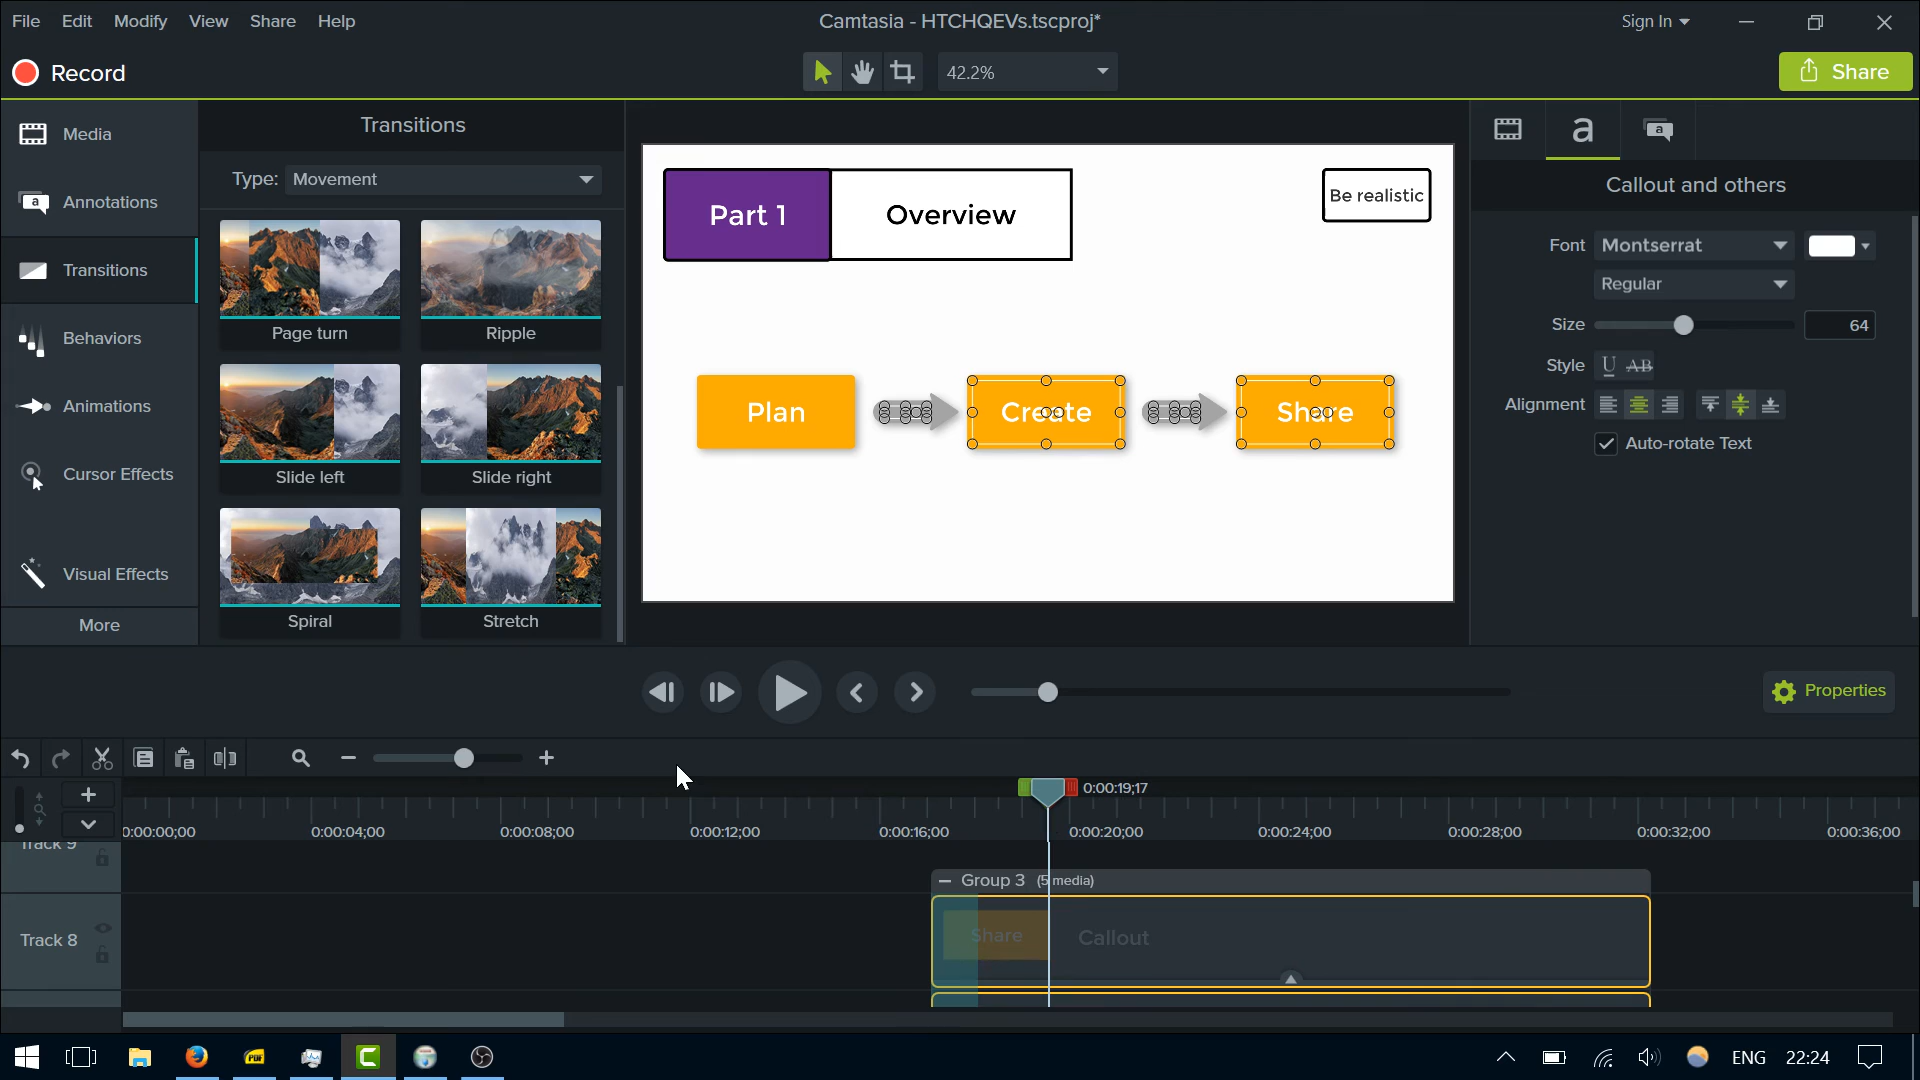 File Edit Modify View Share Help
Camtasia - HTCHQEVs.tscproj*
Sign In
Record
42.2%
Share
Media
Annotations
Transitions
Behaviors
Animations
Cursor Effects
Visual Effects
More
Transitions
Type: Movement
Page turn
Ripple
Slide left
Slide right
Spiral
Stretch
Part 1
Overview
Be realistic
Plan
Create
Share
a
Callout and others
Font Montserrat
Regular
Size 64
Style U AB
Alignment
Auto-rotate Text
Properties
0:00:19;17
0:00:00;00 0:00:04;00 0:00:08;00 0:00:12;00 0:00:16;00 0:00:20;00 0:00:24;00 0:00:28;00 0:00:32;00 0:00:36;00
Track 9
Group 3 (5 media)
Track 8
Share
Callout
PDF
ENG 22:24